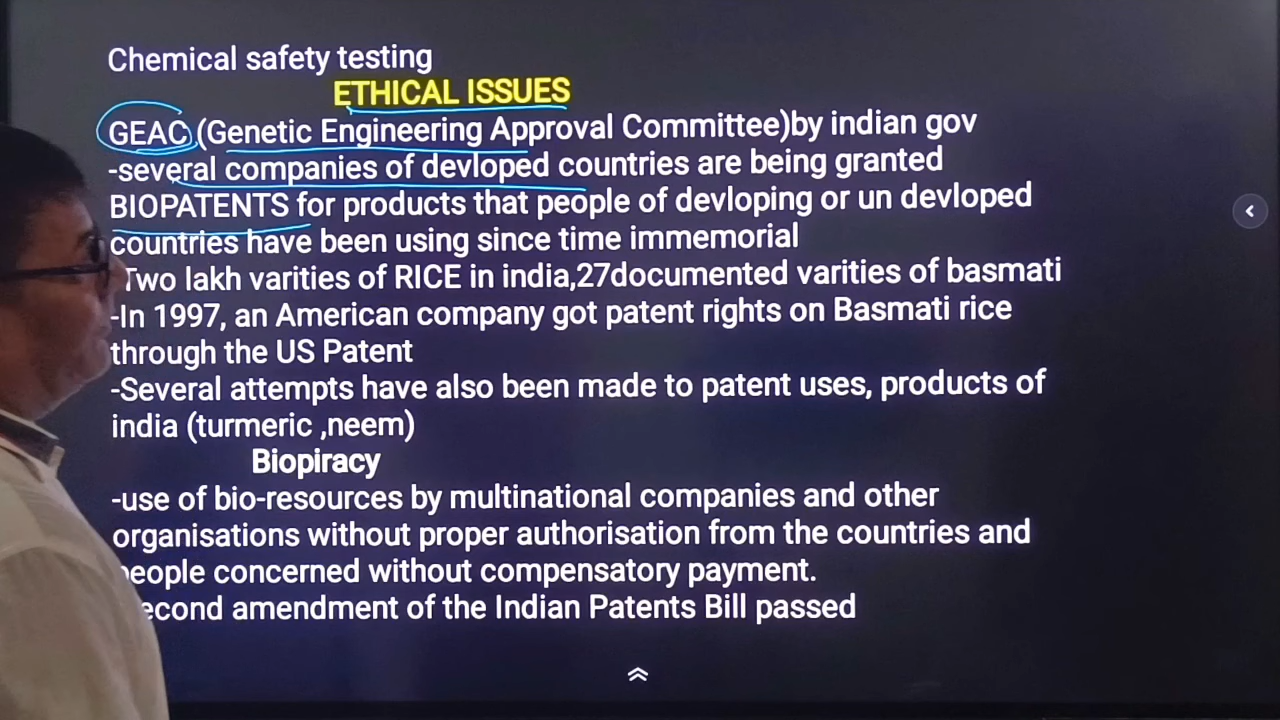 Chemical safety testing
ETHICAL ISSUES
GEAC (Genetic Engineering Approval Committee)by indian gov
-several companies of devloped countries are being granted
BIOPATENTS for products that people of devloping or un devloped
countries have been using since time immemorial
Two lakh varities of RICE in india,27documented varities of basmati
-In 1997, an American company got patent rights on Basmati rice
through the US Patent
-Several attempts have also been made to patent uses, products of
india (turmeric ,neem)
Biopiracy
-use of bio-resources by multinational companies and other
organisations without proper authorisation from the countries and
people concerned without compensatory payment.
econd amendment of the Indian Patents Bill passed